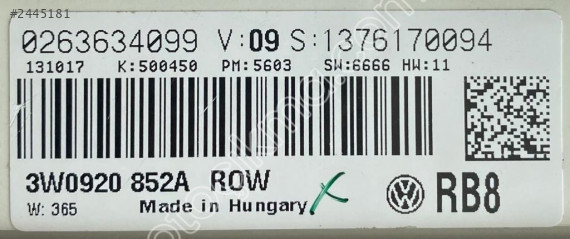 #2445181
0263634099 V:09 S:1376170094
131017 K:500450 PM:5603 SW:6666 HW:11
3W0920 852A ROW
W: 365 Made in Hungary
RB8